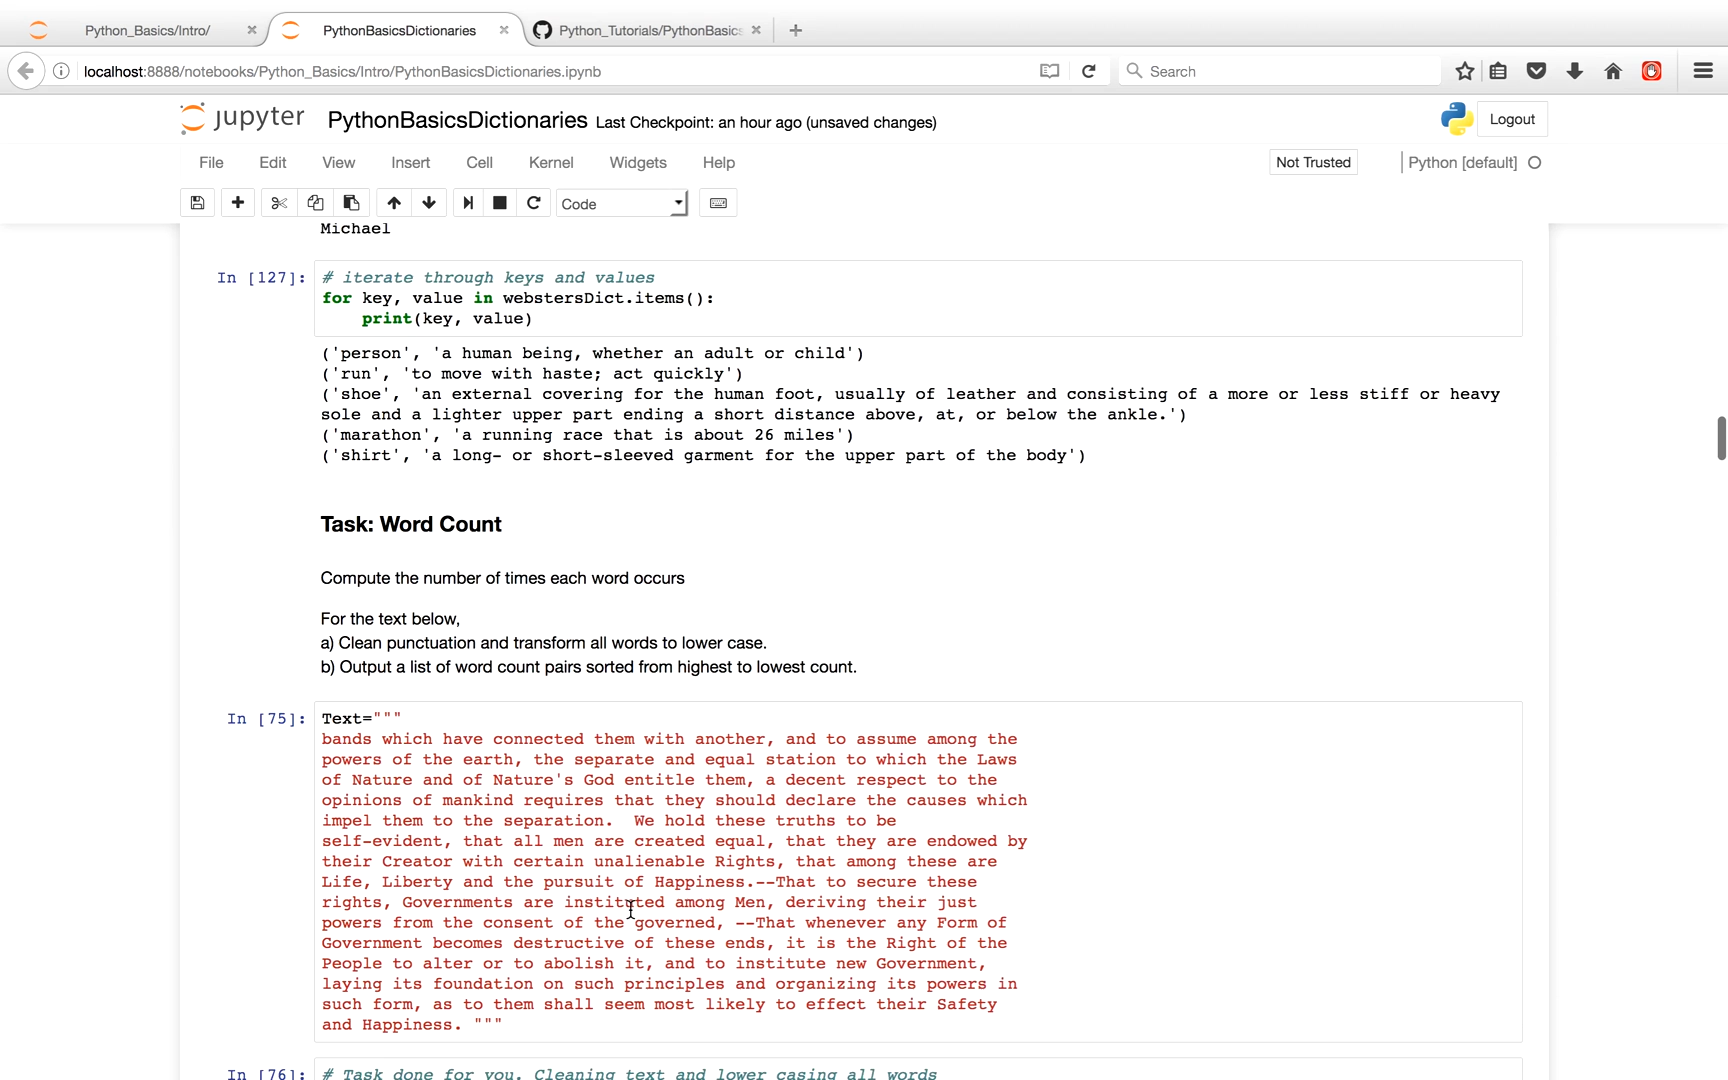 Python_Basics/Intro/
PythonBasicsDictionaries
Python_Tutorials/PythonBasics
localhost:8888/notebooks/Python_Basics/Intro/PythonBasicsDictionaries.ipynb
Search
jupyter
PythonBasicsDictionaries Last Checkpoint: an hour ago (unsaved changes)
Logout
File Edit View Insert Cell Kernel Widgets Help
Not Trusted
Python [default]
Code
Michael
In [127]:
# iterate through keys and values
for key, value in webstersDict.items():
    print(key, value)
('person', 'a human being, whether an adult or child')
('run', 'to move with haste; act quickly')
('shoe', 'an external covering for the human foot, usually of leather and consisting of a more or less stiff or heavy
sole and a lighter upper part ending a short distance above, at, or below the ankle.')
('marathon', 'a running race that is about 26 miles')
('shirt', 'a long- or short-sleeved garment for the upper part of the body')
Task: Word Count
Compute the number of times each word occurs
For the text below,
a) Clean punctuation and transform all words to lower case.
b) Output a list of word count pairs sorted from highest to lowest count.
In [75]:
Text="""
bands which have connected them with another, and to assume among the
powers of the earth, the separate and equal station to which the Laws
of Nature and of Nature's God entitle them, a decent respect to the
opinions of mankind requires that they should declare the causes which
impel them to the separation.  We hold these truths to be
self-evident, that all men are created equal, that they are endowed by
their Creator with certain unalienable Rights, that among these are
Life, Liberty and the pursuit of Happiness.--That to secure these
rights, Governments are instituted among Men, deriving their just
powers from the consent of the governed, --That whenever any Form of
Government becomes destructive of these ends, it is the Right of the
People to alter or to abolish it, and to institute new Government,
laying its foundation on such principles and organizing its powers in
such form, as to them shall seem most likely to effect their Safety
and Happiness. """
In [76]:
# Task done for you. Cleaning text and lower casing all words